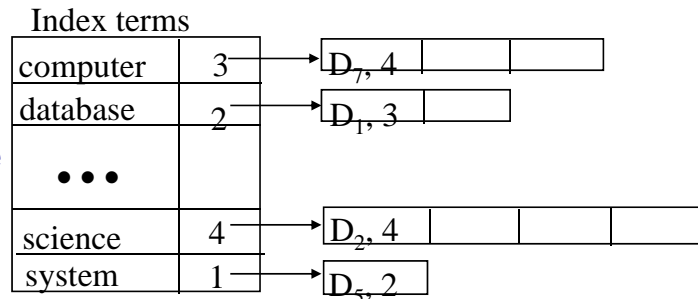 Index terms
computer 3 D₇, 4
database 2 D₁, 3
•••
science 4 D₂, 4
system 1 D₅, 2